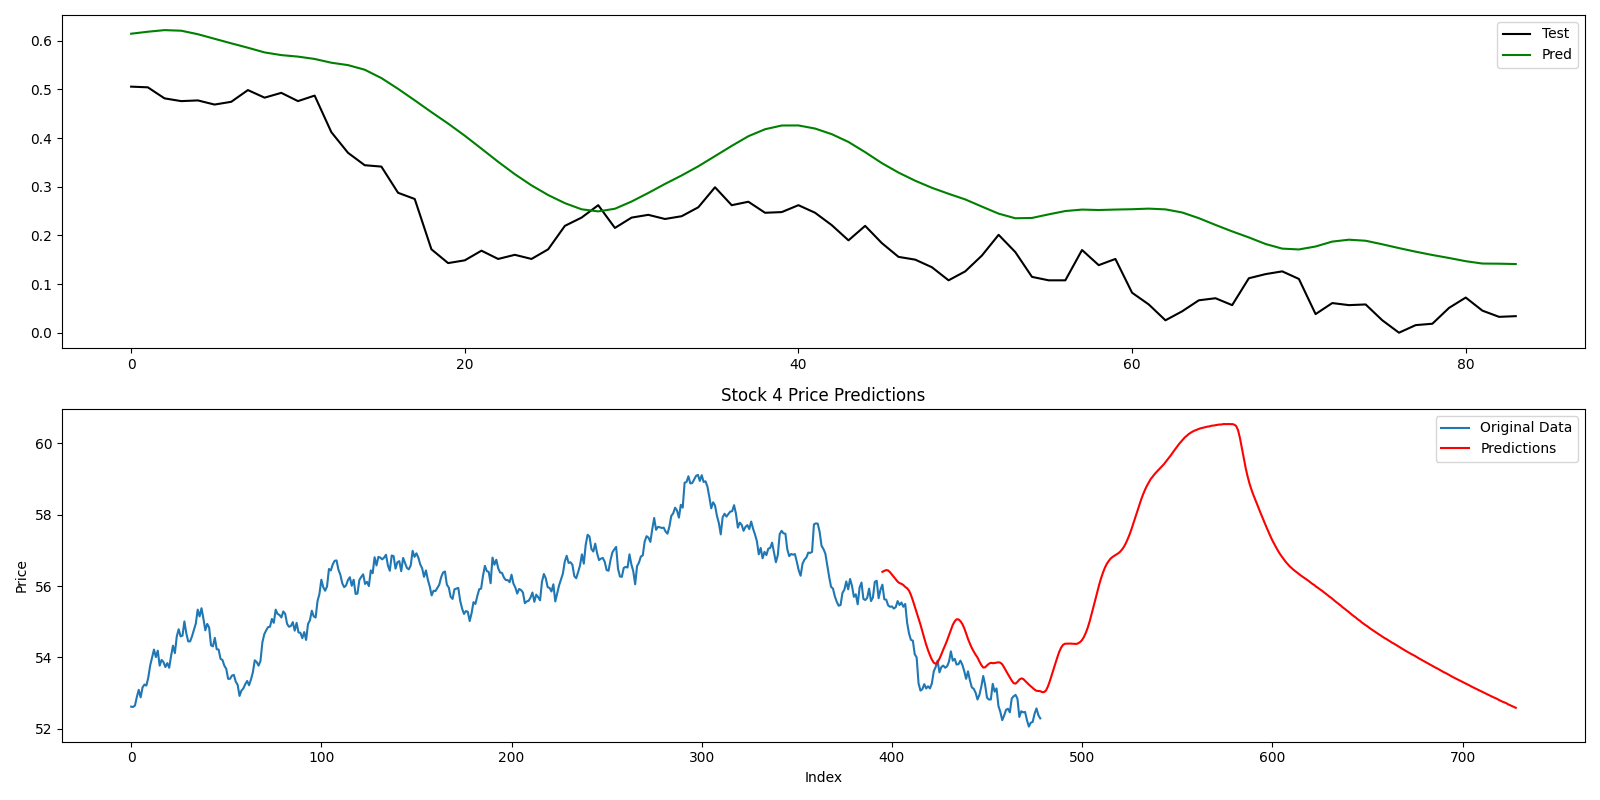 0.6
0.5
0.4
0.3
0.2
0.1
0.0
Test
Pred
0 20 40 60 80
Stock 4 Price Predictions
Price
60
58
56
54
52
Original Data
Predictions
0 100 200 300 400 500 600 700
Index